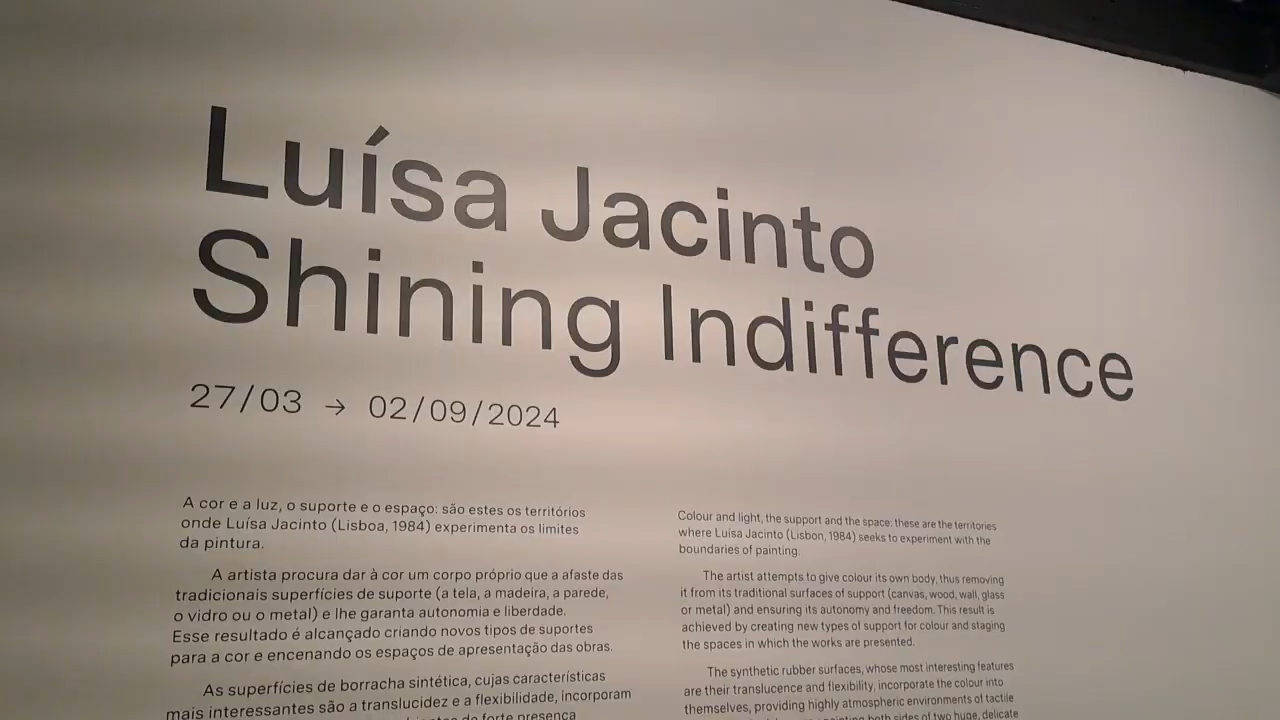 Luísa Jacinto
Shining Indifference
27/03 → 02/09/2024
A cor e a luz, o suporte e o espaço: são estes os territórios
onde Luísa Jacinto (Lisboa, 1984) experimenta os limites
da pintura.
A artista procura dar à cor um corpo próprio que a afaste das
tradicionais superfícies de suporte (a tela, a madeira, a parede,
o vidro ou o metal) e lhe garanta autonomia e liberdade.
Esse resultado é alcançado criando novos tipos de suportes
para a cor e encenando os espaços de apresentação das obras.
As superfícies de borracha sintética, cujas características
mais interessantes são a translucidez e a flexibilidade, incorporam
de forte presença
Colour and light, the support and the space: these are the territories
where Luísa Jacinto (Lisbon, 1984) seeks to experiment with the
boundaries of painting.
The artist attempts to give colour its own body, thus removing
it from its traditional surfaces of support (canvas, wood, wall, glass
or metal) and ensuring its autonomy and freedom. This result is
achieved by creating new types of support for colour and staging
the spaces in which the works are presented.
The synthetic rubber surfaces, whose most interesting features
are their translucence and flexibility, incorporate the colour into
themselves, providing highly atmospheric environments of tactile
both sides of two huge, delicate